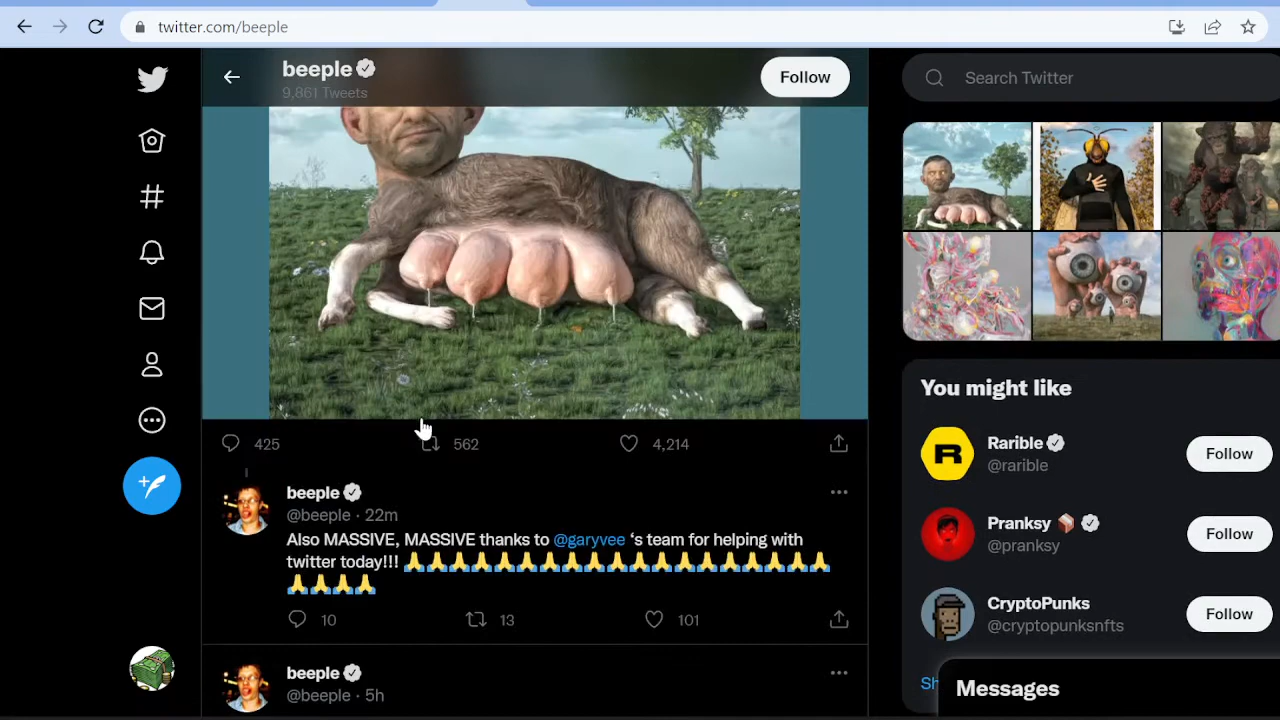 twitter.com/beeple
beeple
9,861 Tweets
Follow
Search Twitter
425
562
4,214
beeple
@beeple · 22m
Also MASSIVE, MASSIVE thanks to @garyvee 's team for helping with
twitter today!!! 🙏🙏🙏🙏🙏🙏🙏🙏🙏🙏🙏🙏🙏🙏🙏🙏🙏🙏🙏
🙏🙏🙏🙏
10
13
101
beeple
@beeple · 5h
You might like
R
Rarible
@rarible
Follow
Pranksy 📦
@pranksy
Follow
CryptoPunks
@cryptopunksnfts
Follow
Sh
Messages